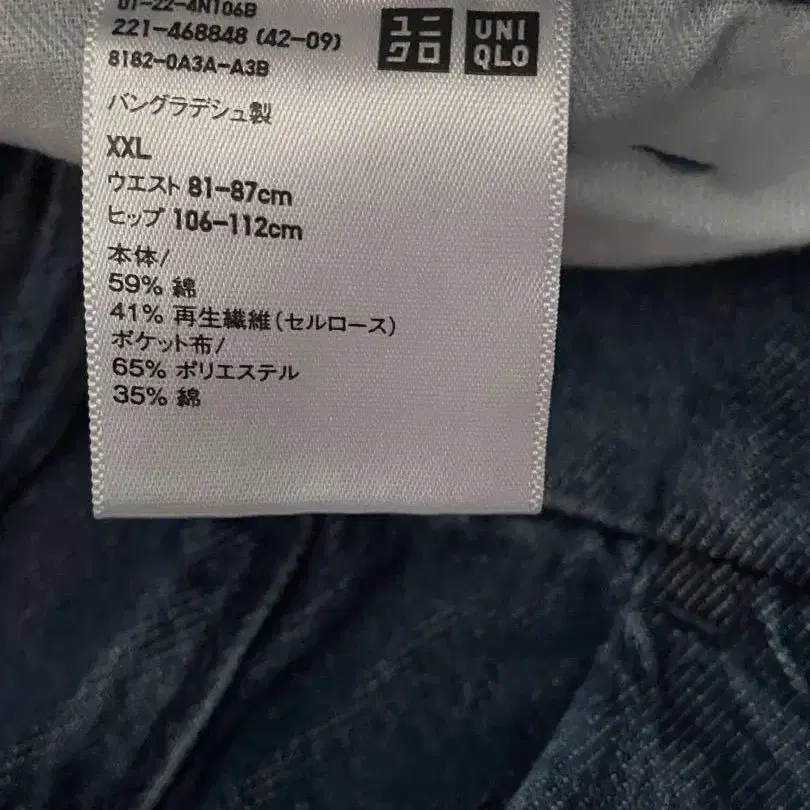 01-22-4N106B
221-468848 (42-09)
8182-0A3A-A3B
ユニ
クロ
UNI
QLO
バングラデシュ製
XXL
ウエスト 81-87cm
ヒップ 106-112cm
本体/
59% 綿
41% 再生繊維(セルロース)
ポケット布/
65% ポリエステル
35% 綿